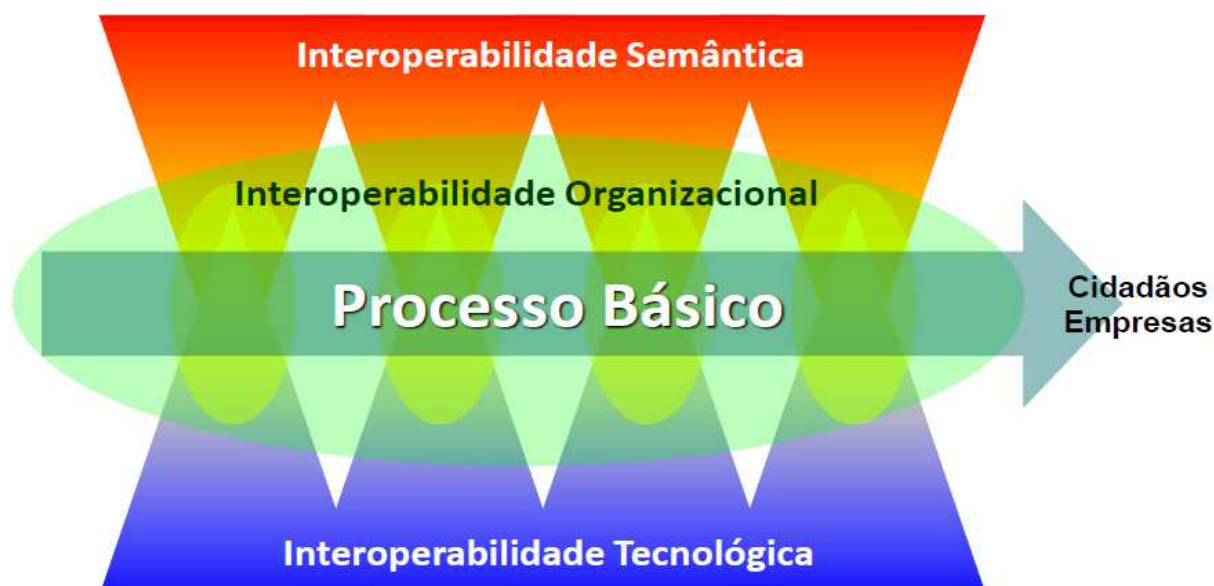 Interoperabilidade Semântica
Interoperabilidade Organizacional
Processo Básico
Cidadãos
Empresas
Interoperabilidade Tecnológica